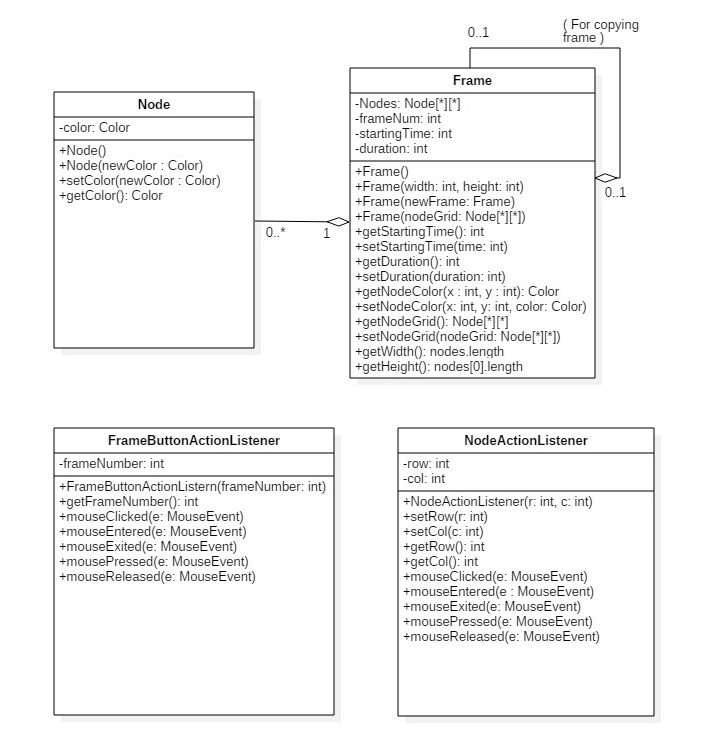 0..1
( For copying
frame )
Node
-color: Color
+Node()
+Node(newColor : Color)
+setColor(newColor : Color)
+getColor(): Color
Frame
-Nodes: Node[*][*]
-frameNum: int
-startingTime: int
-duration: int
+Frame()
+Frame(width: int, height: int)
+Frame(newFrame: Frame)
+Frame(nodeGrid: Node[*][*])
+getStartingTime(): int
+setStartingTime(time: int)
+getDuration(): int
+setDuration(duration: int)
+getNodeColor(x : int, y : int): Color
+setNodeColor(x: int, y: int, color: Color)
+getNodeGrid(): Node[*][*]
+setNodeGrid(nodeGrid: Node[*][*])
+getWidth(): nodes.length
+getHeight(): nodes[0].length
0..1
0..*
1
FrameButtonActionListener
-frameNumber: int
+FrameButtonActionListern(frameNumber: int)
+getFrameNumber(): int
+mouseClicked(e: MouseEvent)
+mouseEntered(e: MouseEvent)
+mouseExited(e: MouseEvent)
+mousePressed(e: MouseEvent)
+mouseReleased(e: MouseEvent)
NodeActionListener
-row: int
-col: int
+NodeActionListener(r: int, c: int)
+setRow(r: int)
+setCol(c: int)
+getRow(): int
+getCol(): int
+mouseClicked(e: MouseEvent)
+mouseEntered(e : MouseEvent)
+mouseExited(e: MouseEvent)
+mousePressed(e: MouseEvent)
+mouseReleased(e: MouseEvent)